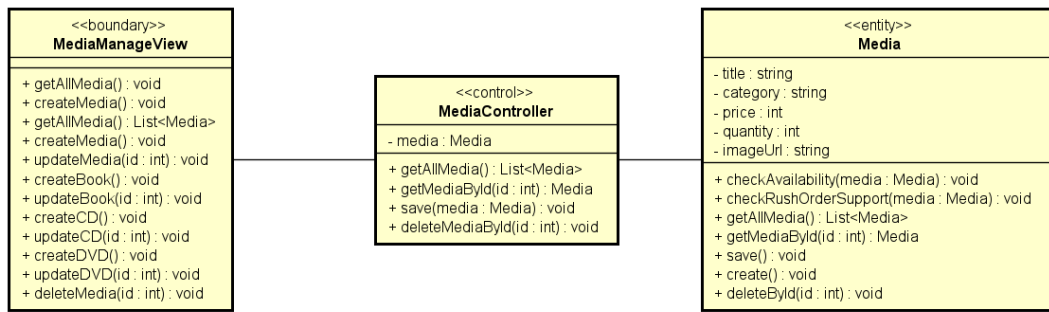 <<boundary>>
MediaManageView
+ getAllMedia() : void
+ createMedia() : void
+ getAllMedia() : List<Media>
+ createMedia() : void
+ updateMedia(id : int) : void
+ createBook() : void
+ updateBook(id : int) : void
+ createCD() : void
+ updateCD(id : int) : void
+ createDVD() : void
+ updateDVD(id : int) : void
+ deleteMedia(id : int) : void
<<control>>
MediaController
- media : Media
+ getAllMedia() : List<Media>
+ getMediaById(id : int) : Media
+ save(media : Media) : void
+ deleteMediaById(id : int) : void
<<entity>>
Media
- title : string
- category : string
- price : int
- quantity : int
- imageUrl : string
+ checkAvailability(media : Media) : void
+ checkRushOrderSupport(media : Media) : void
+ getAllMedia() : List<Media>
+ getMediaById(id : int) : Media
+ save() : void
+ create() : void
+ deleteById(id : int) : void